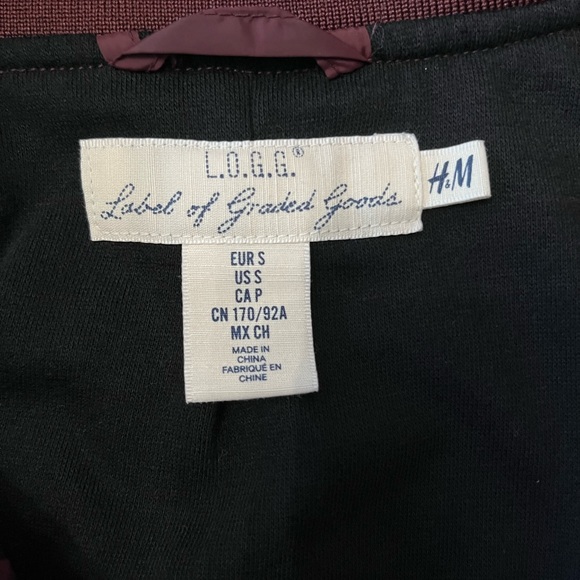 L.O.G.G.®
Label of Graded Goods
H&M
EUR S
US S
CA P
CN 170/92A
MX CH
MADE IN
CHINA
FABRIQUÉ EN
CHINE